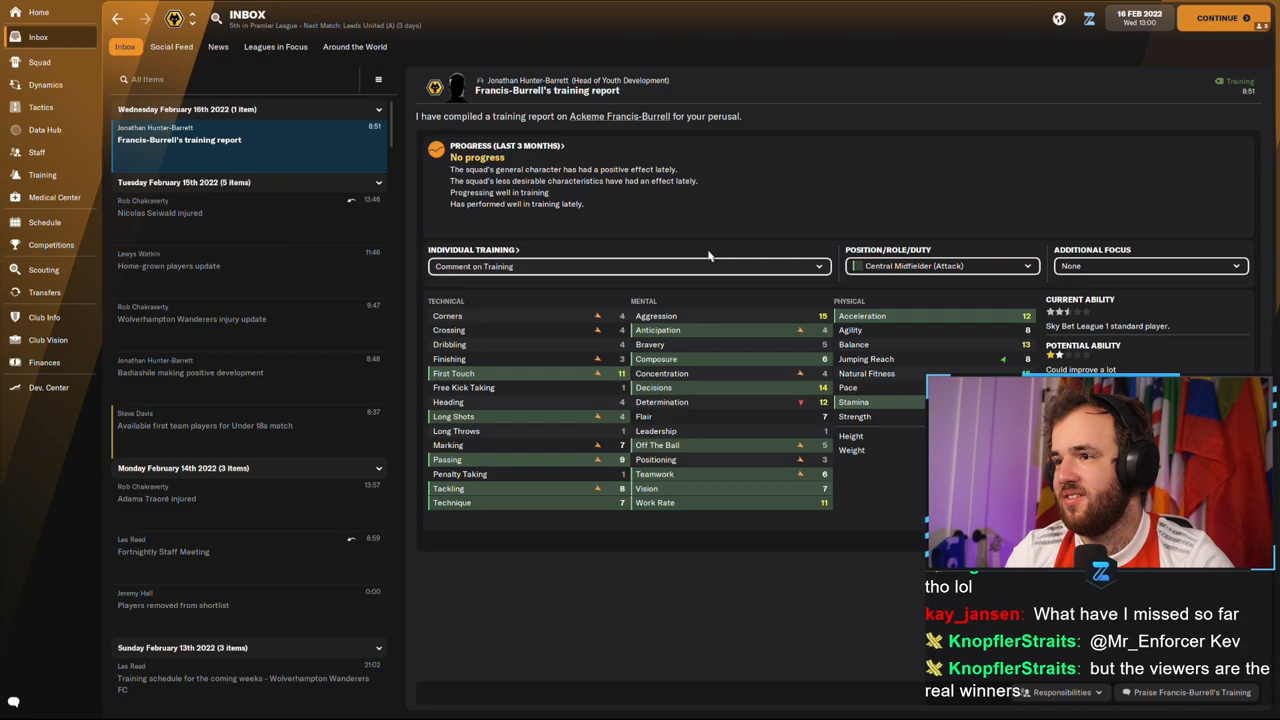 Home
INBOX
5th in Premier League - Next Match: Leeds United (A) (3 days)
16 FEB 2022
Wed 13:00
CONTINUE
3
Inbox
Squad
Dynamics
Tactics
Data Hub
Staff
Training
Medical Center
Schedule
Competitions
Scouting
Transfers
Club Info
Club Vision
Finances
Dev. Center
Inbox
Social Feed
News
Leagues in Focus
Around the World
All Items
Wednesday February 16th 2022 (1 item)
Jonathan Hunter-Barrett
8:51
Francis-Burrell's training report
Tuesday February 15th 2022 (5 items)
Rob Chakraverty
13:46
Nicolas Seiwald injured
Lewys Watkin
11:46
Home-grown players update
Rob Chakraverty
9:47
Wolverhampton Wanderers injury update
Jonathan Hunter-Barrett
8:48
Badiashile making positive development
Steve Davis
8:37
Available first team players for Under 18s match
Monday February 14th 2022 (3 items)
Rob Chakraverty
13:57
Adama Traoré injured
Les Reed
8:59
Fortnightly Staff Meeting
Jeremy Hall
0:00
Players removed from shortlist
Sunday February 13th 2022 (3 items)
Les Reed
21:02
Training schedule for the coming weeks - Wolverhampton Wanderers
FC
Jonathan Hunter-Barrett (Head of Youth Development)
Francis-Burrell's training report
Training
8:51
I have compiled a training report on Ackeme Francis-Burrell for your perusal.
PROGRESS (LAST 3 MONTHS)
No progress
The squad's general character has had a positive effect lately.
The squad's less desirable characteristics have had an effect lately.
Progressing well in training
Has performed well in training lately.
INDIVIDUAL TRAINING
Comment on Training
POSITION/ROLE/DUTY
Central Midfielder (Attack)
ADDITIONAL FOCUS
None
TECHNICAL
Corners 4
Crossing 4
Dribbling 4
Finishing 3
First Touch 11
Free Kick Taking 1
Heading 4
Long Shots 4
Long Throws 1
Marking 7
Passing 9
Penalty Taking 1
Tackling 8
Technique 7
MENTAL
Aggression 15
Anticipation 4
Bravery 5
Composure 6
Concentration 4
Decisions 14
Determination 12
Flair 7
Leadership 1
Off The Ball 5
Positioning 3
Teamwork 6
Vision 7
Work Rate 11
PHYSICAL
Acceleration 12
Agility 8
Balance 13
Jumping Reach 8
Natural Fitness
Pace
Stamina
Strength
Height
Weight
CURRENT ABILITY
Sky Bet League 1 standard player.
POTENTIAL ABILITY
Could improve a lot
tho lol
kay_jansen: What have I missed so far
KnopflerStraits: @Mr_Enforcer Kev
KnopflerStraits: but the viewers are the
real winners
Responsibilities
Praise Francis-Burrell's Training